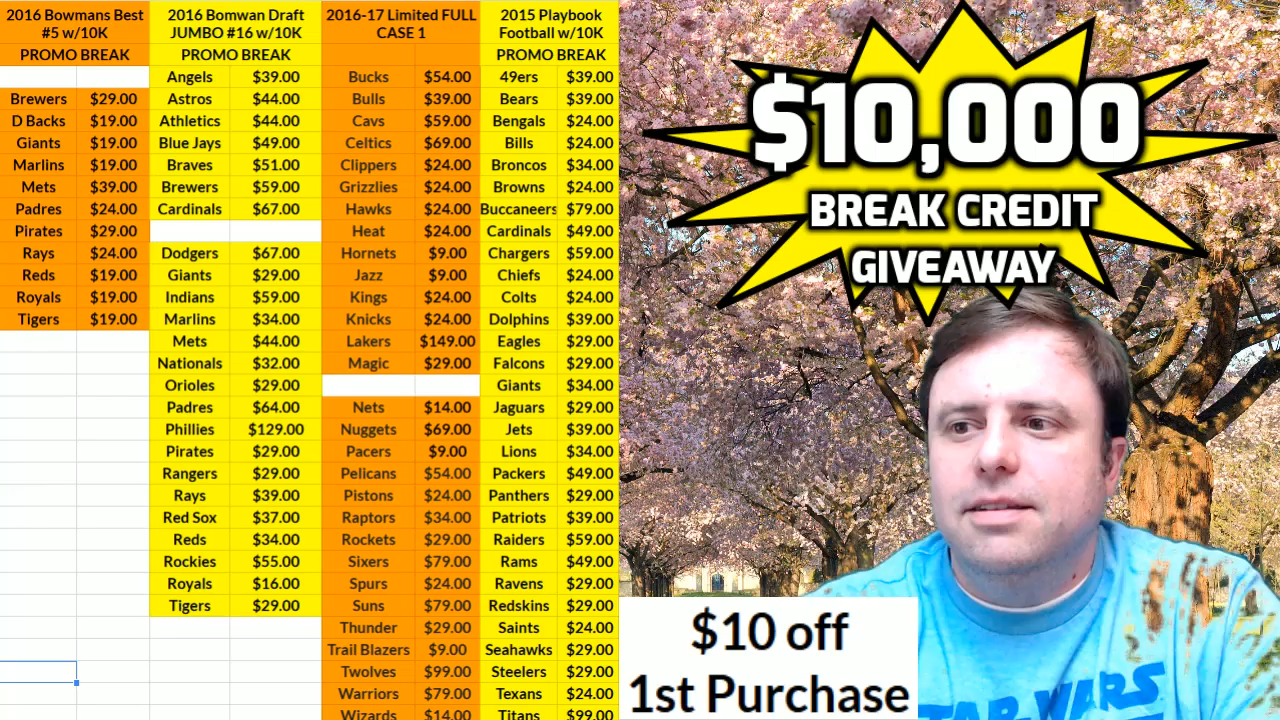 2016 Bowmans Best
#5 w/10K
PROMO BREAK
Brewers $29.00
D Backs $19.00
Giants $19.00
Marlins $19.00
Mets $39.00
Padres $24.00
Pirates $29.00
Rays $24.00
Reds $19.00
Royals $19.00
Tigers $19.00
2016 Bomwan Draft
JUMBO #16 w/10K
PROMO BREAK
Angels $39.00
Astros $44.00
Athletics $44.00
Blue Jays $49.00
Braves $51.00
Brewers $59.00
Cardinals $67.00
Dodgers $67.00
Giants $29.00
Indians $59.00
Marlins $34.00
Mets $44.00
Nationals $32.00
Orioles $29.00
Padres $64.00
Phillies $129.00
Pirates $29.00
Rangers $29.00
Rays $39.00
Red Sox $37.00
Reds $34.00
Rockies $55.00
Royals $16.00
Tigers $29.00
2016-17 Limited FULL
CASE 1
Bucks $54.00
Bulls $39.00
Cavs $59.00
Celtics $69.00
Clippers $24.00
Grizzlies $24.00
Hawks $24.00
Heat $24.00
Hornets $9.00
Jazz $9.00
Kings $24.00
Knicks $24.00
Lakers $149.00
Magic $29.00
Nets $14.00
Nuggets $69.00
Pacers $9.00
Pelicans $54.00
Pistons $24.00
Raptors $34.00
Rockets $29.00
Sixers $79.00
Spurs $24.00
Suns $79.00
Thunder $29.00
Trail Blazers $9.00
Twolves $99.00
Warriors $79.00
Wizards $14.00
2015 Playbook
Football w/10K
PROMO BREAK
49ers $39.00
Bears $39.00
Bengals $24.00
Bills $24.00
Broncos $34.00
Browns $24.00
Buccaneers $79.00
Cardinals $49.00
Chargers $59.00
Chiefs $24.00
Colts $24.00
Dolphins $39.00
Eagles $29.00
Falcons $29.00
Giants $34.00
Jaguars $29.00
Jets $39.00
Lions $34.00
Packers $49.00
Panthers $29.00
Patriots $39.00
Raiders $59.00
Rams $49.00
Ravens $29.00
Redskins $29.00
Saints $24.00
Seahawks $29.00
Steelers $29.00
Texans $24.00
Titans $99.00
$10,000
BREAK CREDIT
GIVEAWAY
$10 off
1st Purchase
STAR WARS